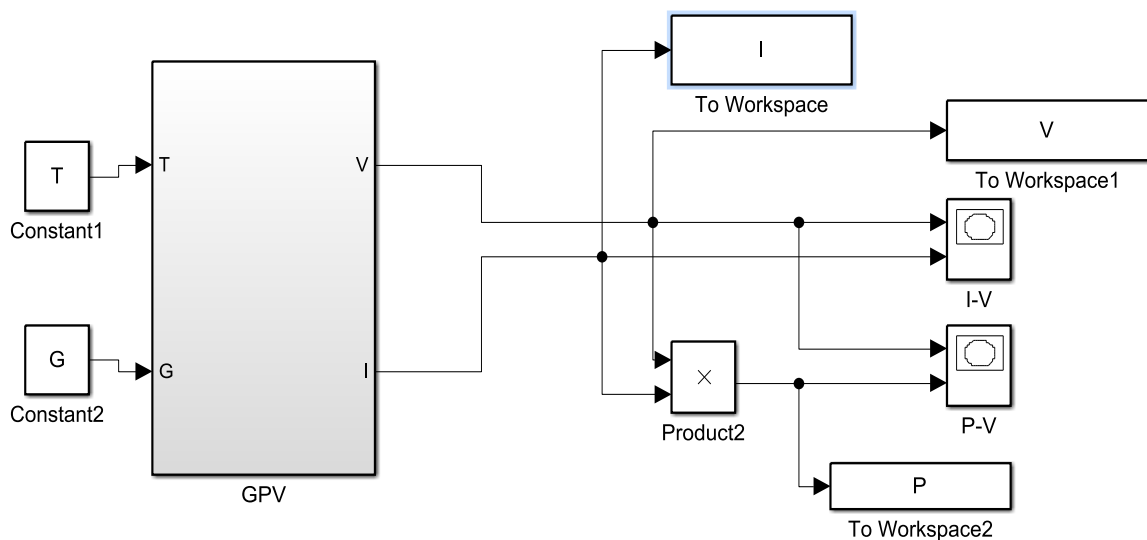 I
To Workspace
V
To Workspace1
T
Constant1
T
V
I-V
G
Constant2
G
I
×
Product2
P-V
GPV
P
To Workspace2